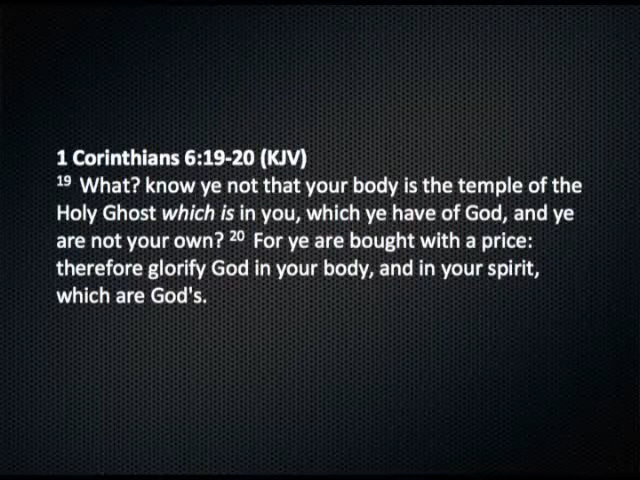 1 Corinthians 6:19-20 (KJV)
19 What? know ye not that your body is the temple of the
Holy Ghost which is in you, which ye have of God, and ye
are not your own? 20 For ye are bought with a price:
therefore glorify God in your body, and in your spirit,
which are God's.